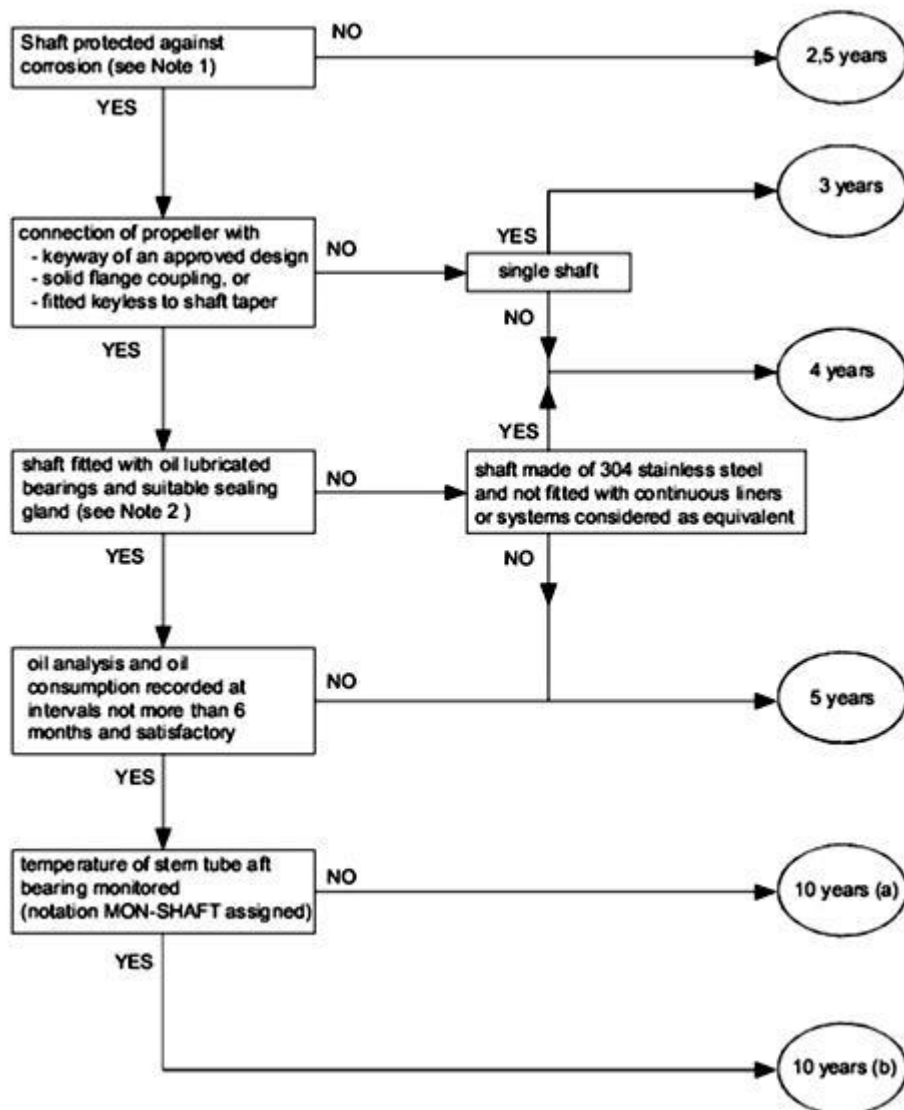 NO
Shaft protected against
corrosion (see Note 1)
2,5 years
YES
3 years
connection of propeller with
- keyway of an approved design
- solid flange coupling, or
- fitted keyless to shaft taper
NO
YES
single shaft
NO
YES
4 years
YES
shaft fitted with oil lubricated
bearings and suitable sealing
gland (see Note 2 )
NO
shaft made of 304 stainless steel
and not fitted with continuous liners
or systems considered as equivalent
YES
NO
oil analysis and oil
consumption recorded at
intervals not more than 6
months and satisfactory
NO
5 years
YES
temperature of stern tube aft
bearing monitored
(notation MON-SHAFT assigned)
NO
10 years (a)
YES
10 years (b)